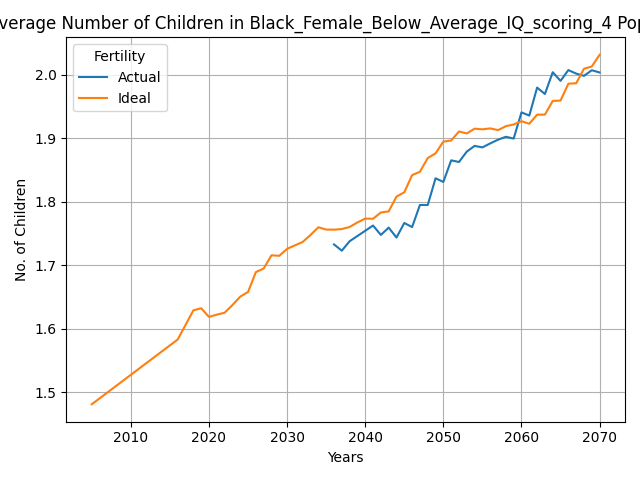 verage Number of Children in Black_Female_Below_Average_IQ_scoring_4 Pop
Fertility
Actual
Ideal
No. of Children
2.0
1.9
1.8
1.7
1.6
1.5
2010 2020 2030 2040 2050 2060 2070
Years